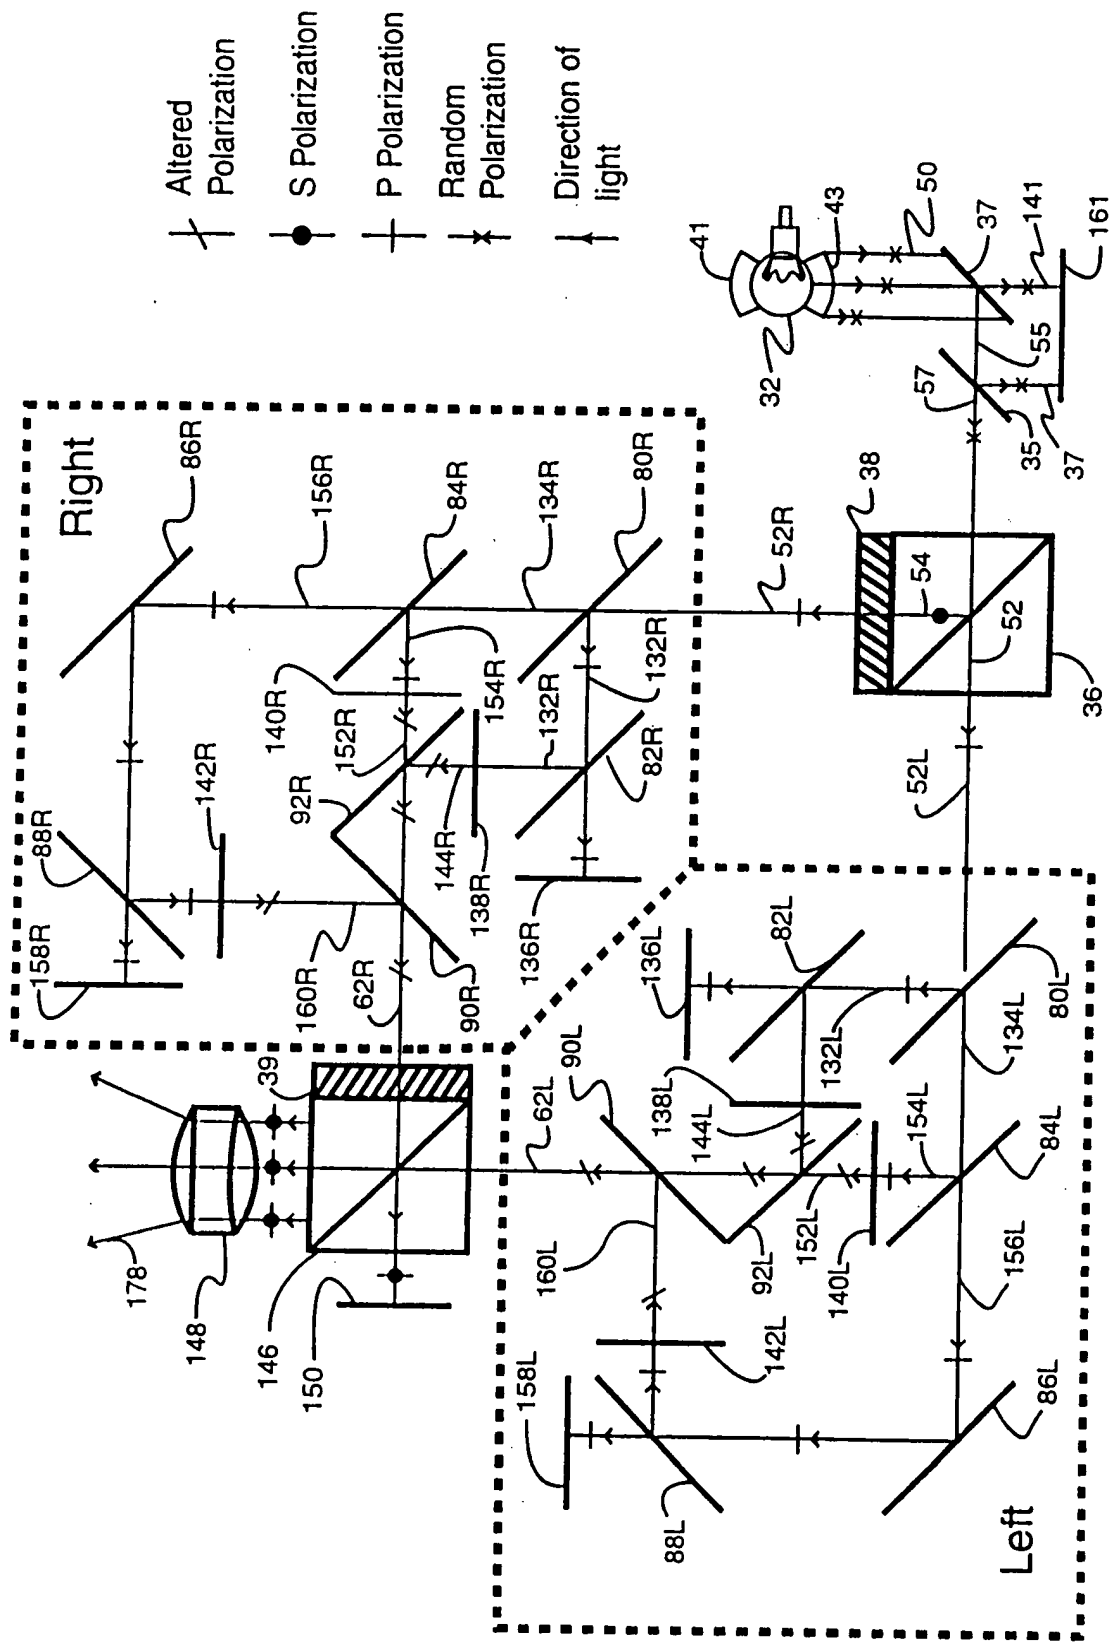 Altered
Polarization
S Polarization
P Polarization
Random
Polarization
Direction of
light
Right
86R
156R
84R
134R
80R
88R
142R
140R
152R
154R
132R
132R
82R
92R
144R
138R
136R
158R
160R
62R
90R
52R
38
54
52
36
52L
41
43
50
37
141
161
32
55
57
35
37
39
178
148
146
150
62L
90L
138L
144L
136L
82L
132L
80L
134L
154L
84L
160L
92L
152L
140L
156L
142L
158L
88L
86L
Left